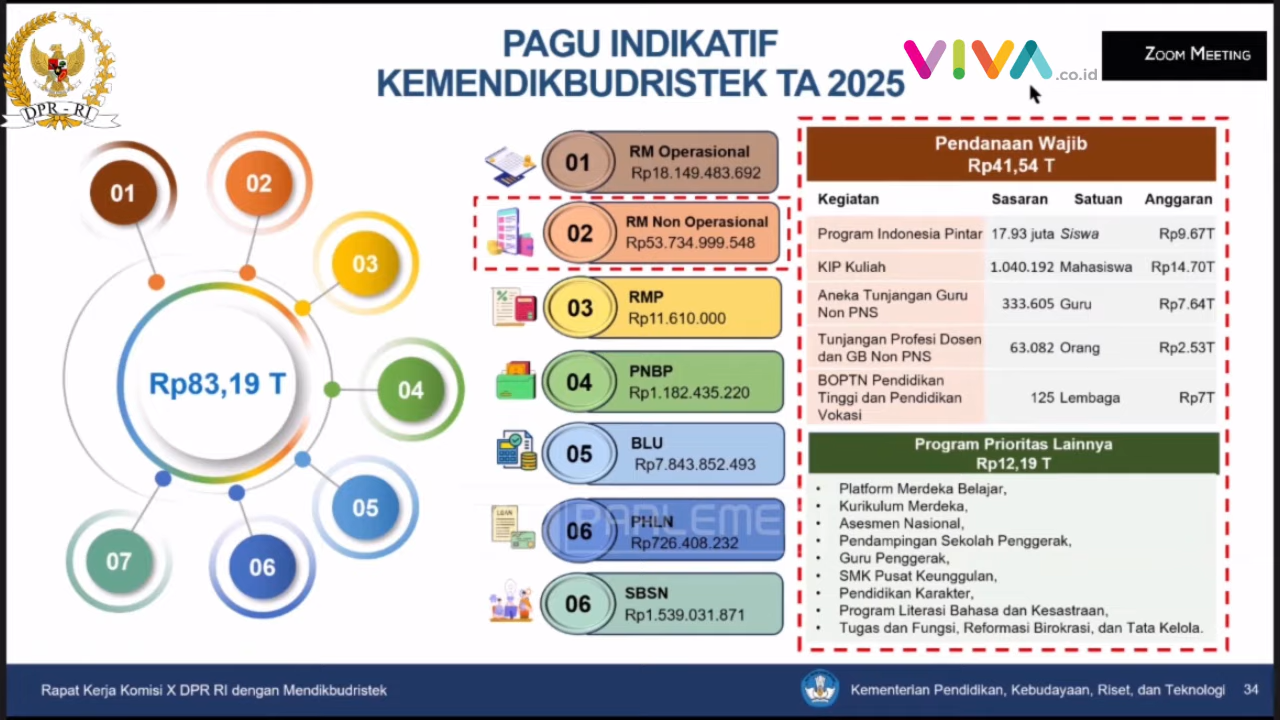 PAGU INDIKATIF
KEMENDIKBUDRISTEK TA 2025
VIVA.co.id
ZOOM MEETING
DPR - RI
01
02
03
04
05
06
07
Rp83,19 T
01
RM Operasional
Rp18.149.483.692
02
RM Non Operasional
Rp53.734.999.548
03
RMP
Rp11.610.000
04
PNBP
Rp1.182.435.220
05
BLU
Rp7.843.852.493
06
PHLN
Rp726.408.232
06
SBSN
Rp1.539.031.871
LOAN
PARLEME
Pendanaan Wajib
Rp41,54 T
Kegiatan Sasaran Satuan Anggaran
Program Indonesia Pintar 17.93 juta Siswa Rp9.67T
KIP Kuliah 1.040.192 Mahasiswa Rp14.70T
Aneka Tunjangan Guru
Non PNS 333.605 Guru Rp7.64T
Tunjangan Profesi Dosen
dan GB Non PNS 63.082 Orang Rp2.53T
BOPTN Pendidikan
Tinggi dan Pendidikan 125 Lembaga Rp7T
Vokasi
Program Prioritas Lainnya
Rp12,19 T
• Platform Merdeka Belajar,
• Kurikulum Merdeka,
• Asesmen Nasional,
• Pendampingan Sekolah Penggerak,
• Guru Penggerak,
• SMK Pusat Keunggulan,
• Pendidikan Karakter,
• Program Literasi Bahasa dan Kesastraan,
• Tugas dan Fungsi, Reformasi Birokrasi, dan Tata Kelola.
Rapat Kerja Komisi X DPR RI dengan Mendikbudristek
Kementerian Pendidikan, Kebudayaan, Riset, dan Teknologi 34